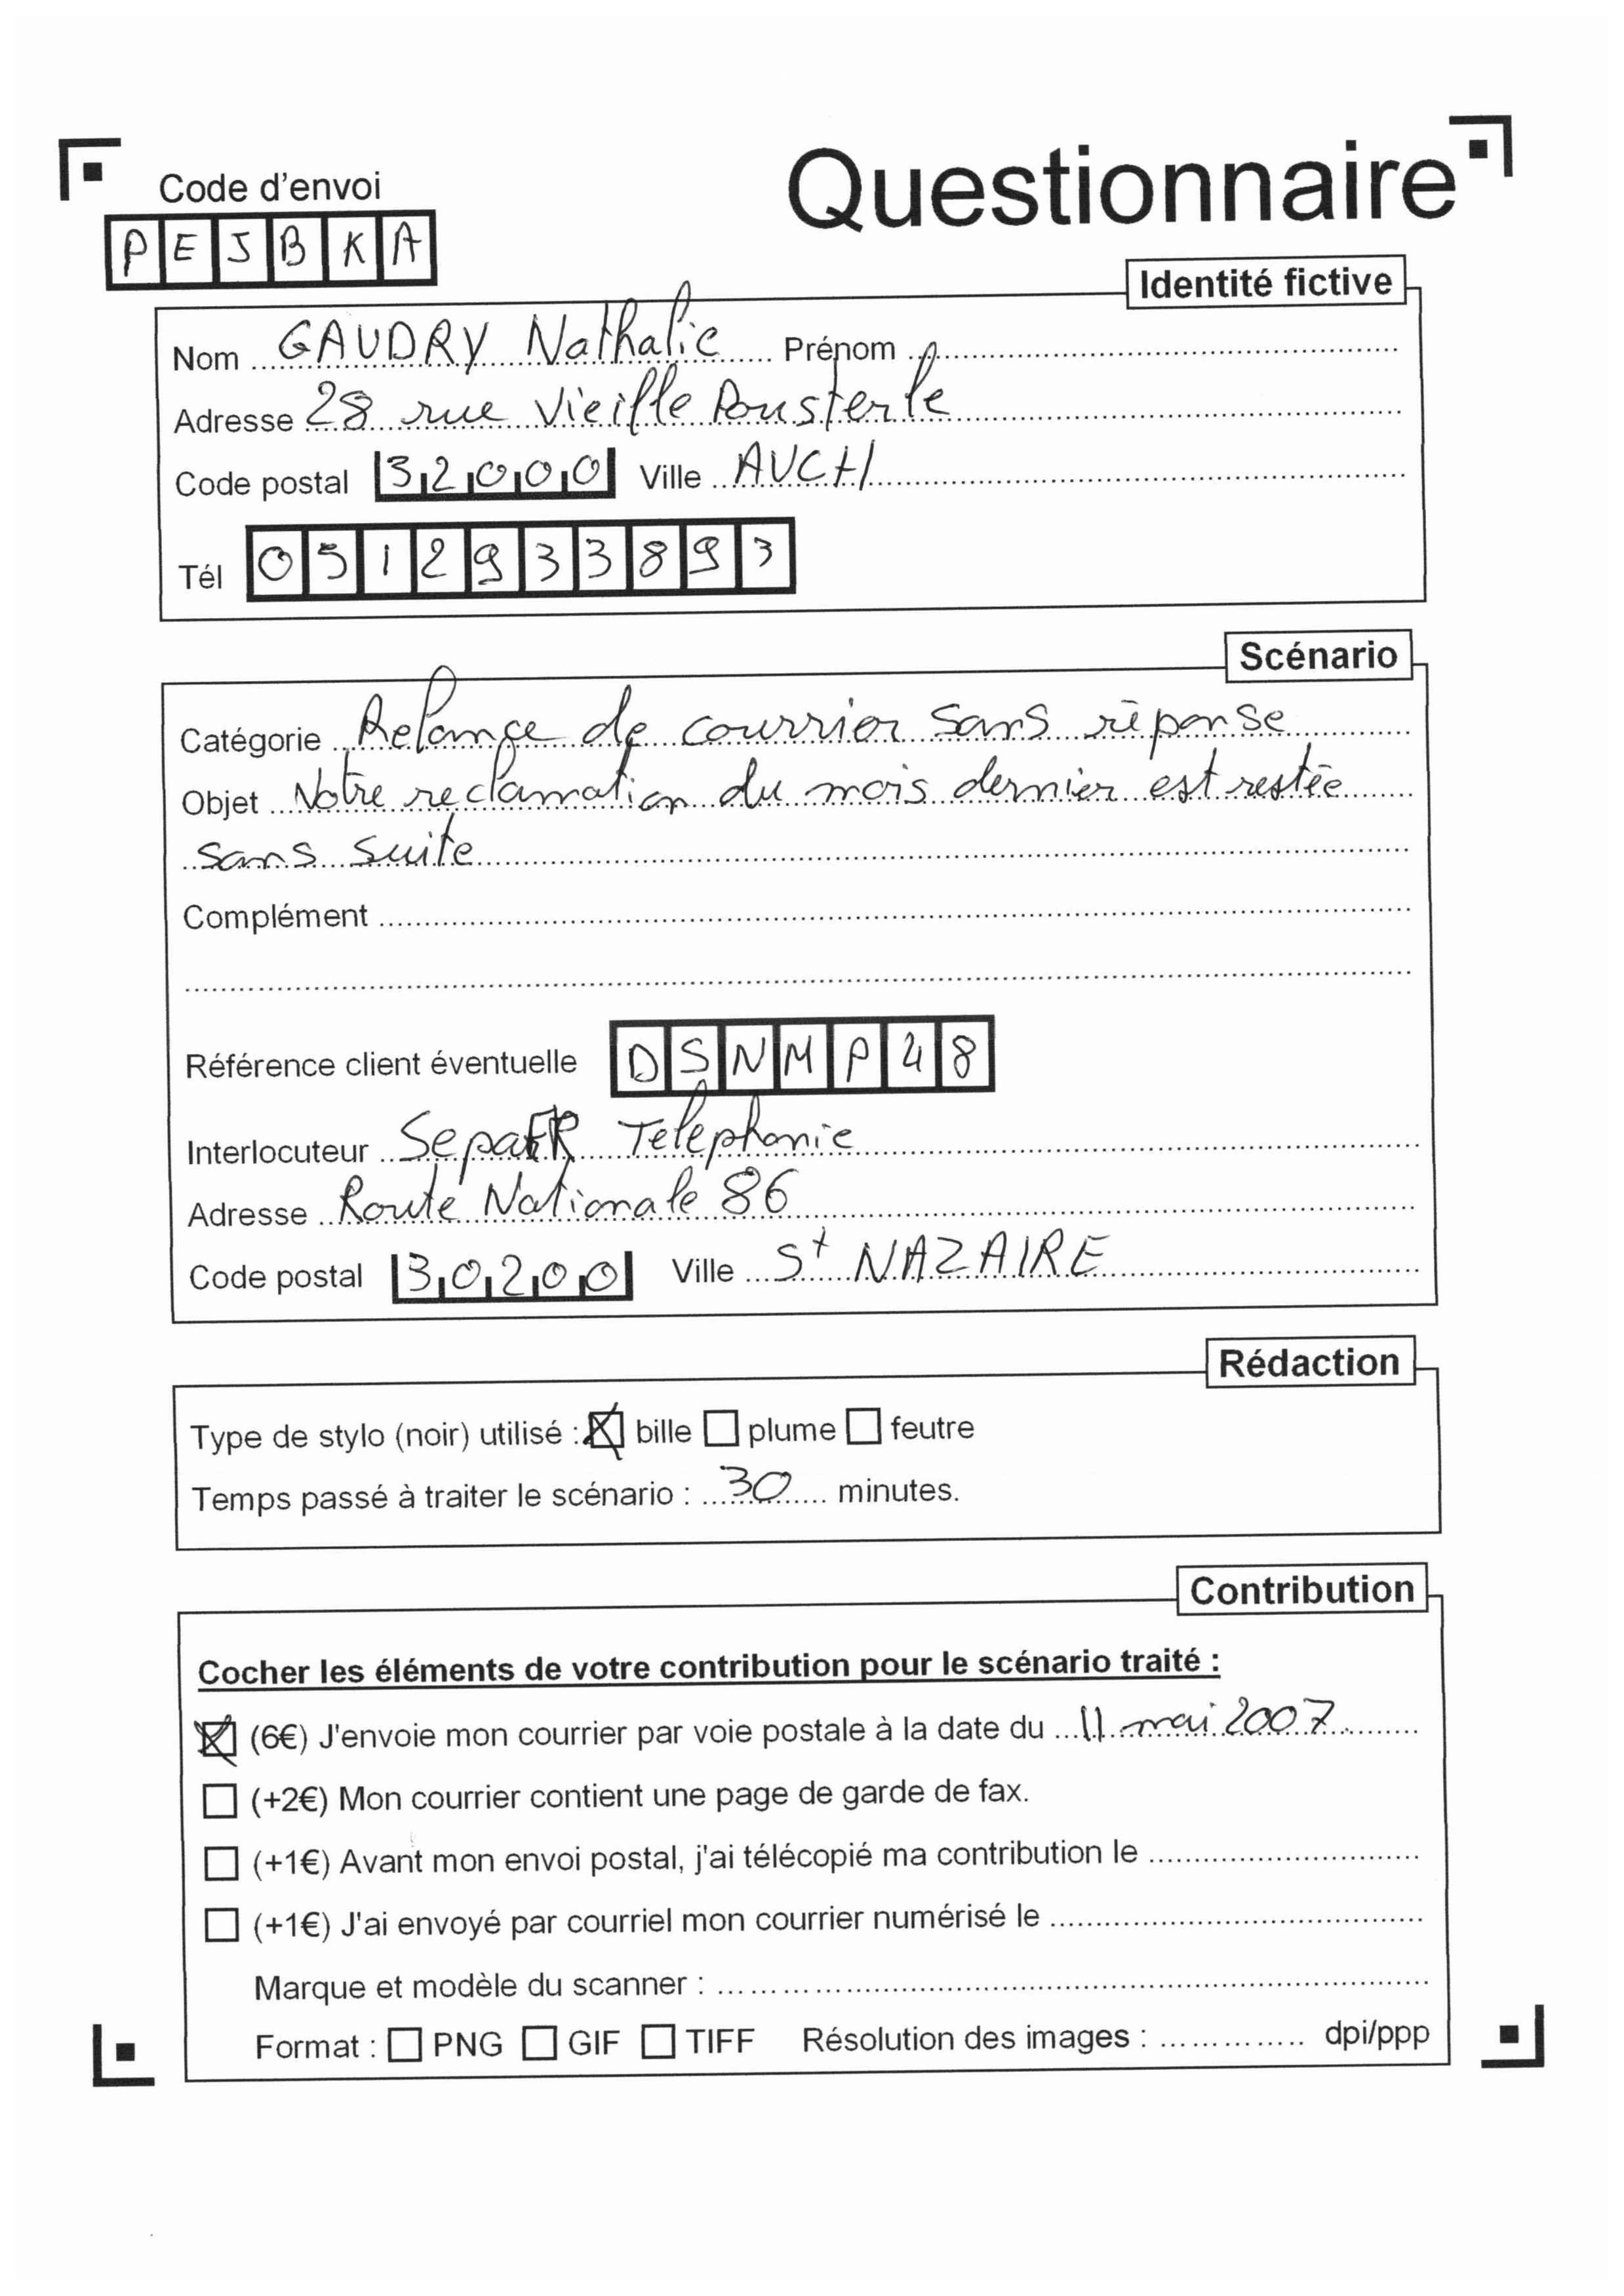 Questionnaire
Code d'envoi
PEJBKA
Identité fictive
Nom GAUDRY Nathalie Prénom
Adresse 28 rue Vieille Pousterle
Code postal 32000 Ville AUCH
Tél 0512933893
Scénario
Catégorie Relance de courrier sans réponse
Objet Notre reclamation du mois dernier est restée
sans suite
Complément
Référence client éventuelle DSNMP48
Interlocuteur SepaFR Telephonie
Adresse Route Nationale 86
Code postal 30200 Ville St NAZAIRE
Rédaction
Type de stylo (noir) utilisé : bille plume feutre
Temps passé à traiter le scénario : 30 minutes.
Contribution
Cocher les éléments de votre contribution pour le scénario traité :
(6€) J'envoie mon courrier par voie postale à la date du 11 mai 2007
(+2€) Mon courrier contient une page de garde de fax.
(+1€) Avant mon envoi postal, j'ai télécopié ma contribution le
(+1€) J'ai envoyé par courriel mon courrier numérisé le
Marque et modèle du scanner :
Format : PNG GIF TIFF Résolution des images : dpi/ppp